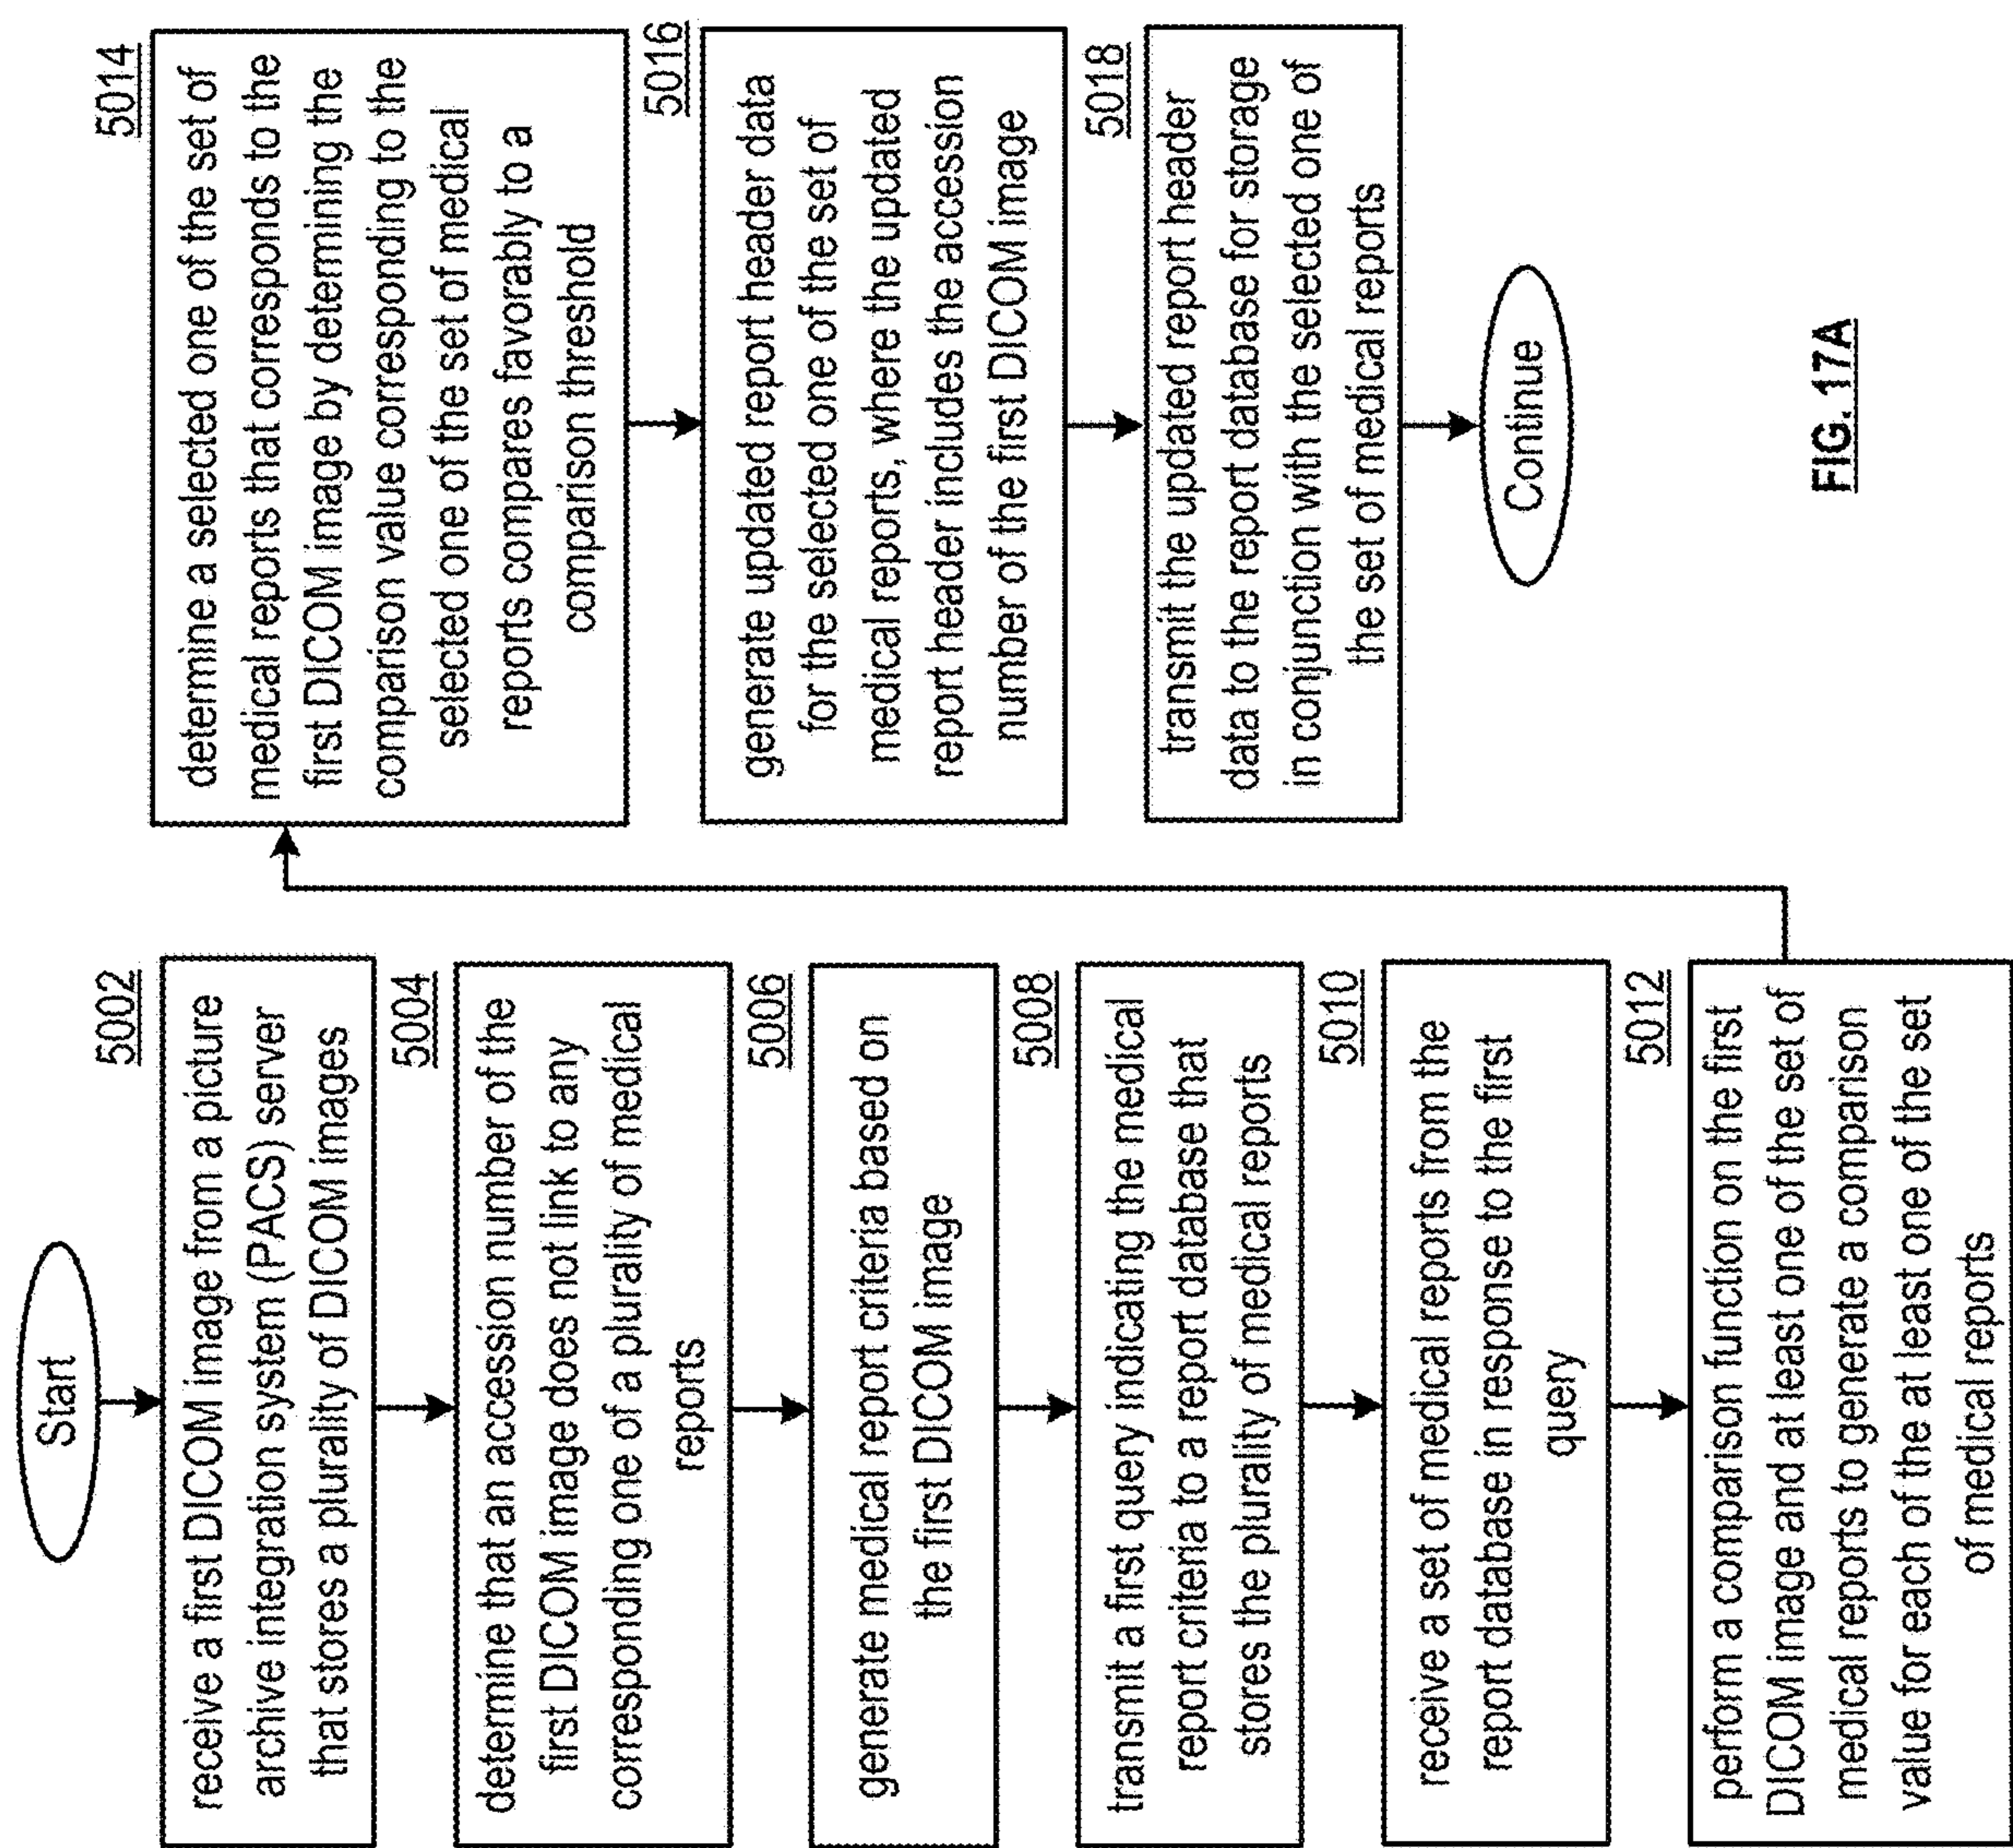 Start
5002
receive a first DICOM image from a picture
archive integration system (PACS) server
that stores a plurality of DICOM images
5004
determine that an accession number of the
first DICOM image does not link to any
corresponding one of a plurality of medical
reports
5006
generate medical report criteria based on
the first DICOM image
5008
transmit a first query indicating the medical
report criteria to a report database that
stores the plurality of medical reports
5010
receive a set of medical reports from the
report database in response to the first
query
5012
perform a comparison function on the first
DICOM image and at least one of the set of
medical reports to generate a comparison
value for each of the at least one of the set
of medical reports
5014
determine a selected one of the set of
medical reports that corresponds to the
first DICOM image by determining the
comparison value corresponding to the
selected one of the set of medical
reports compares favorably to a
comparison threshold
5016
generate updated report header data
for the selected one of the set of
medical reports, where the updated
report header includes the accession
number of the first DICOM image
5018
transmit the updated report header
data to the report database for storage
in conjunction with the selected one of
the set of medical reports
Continue
FIG. 17A